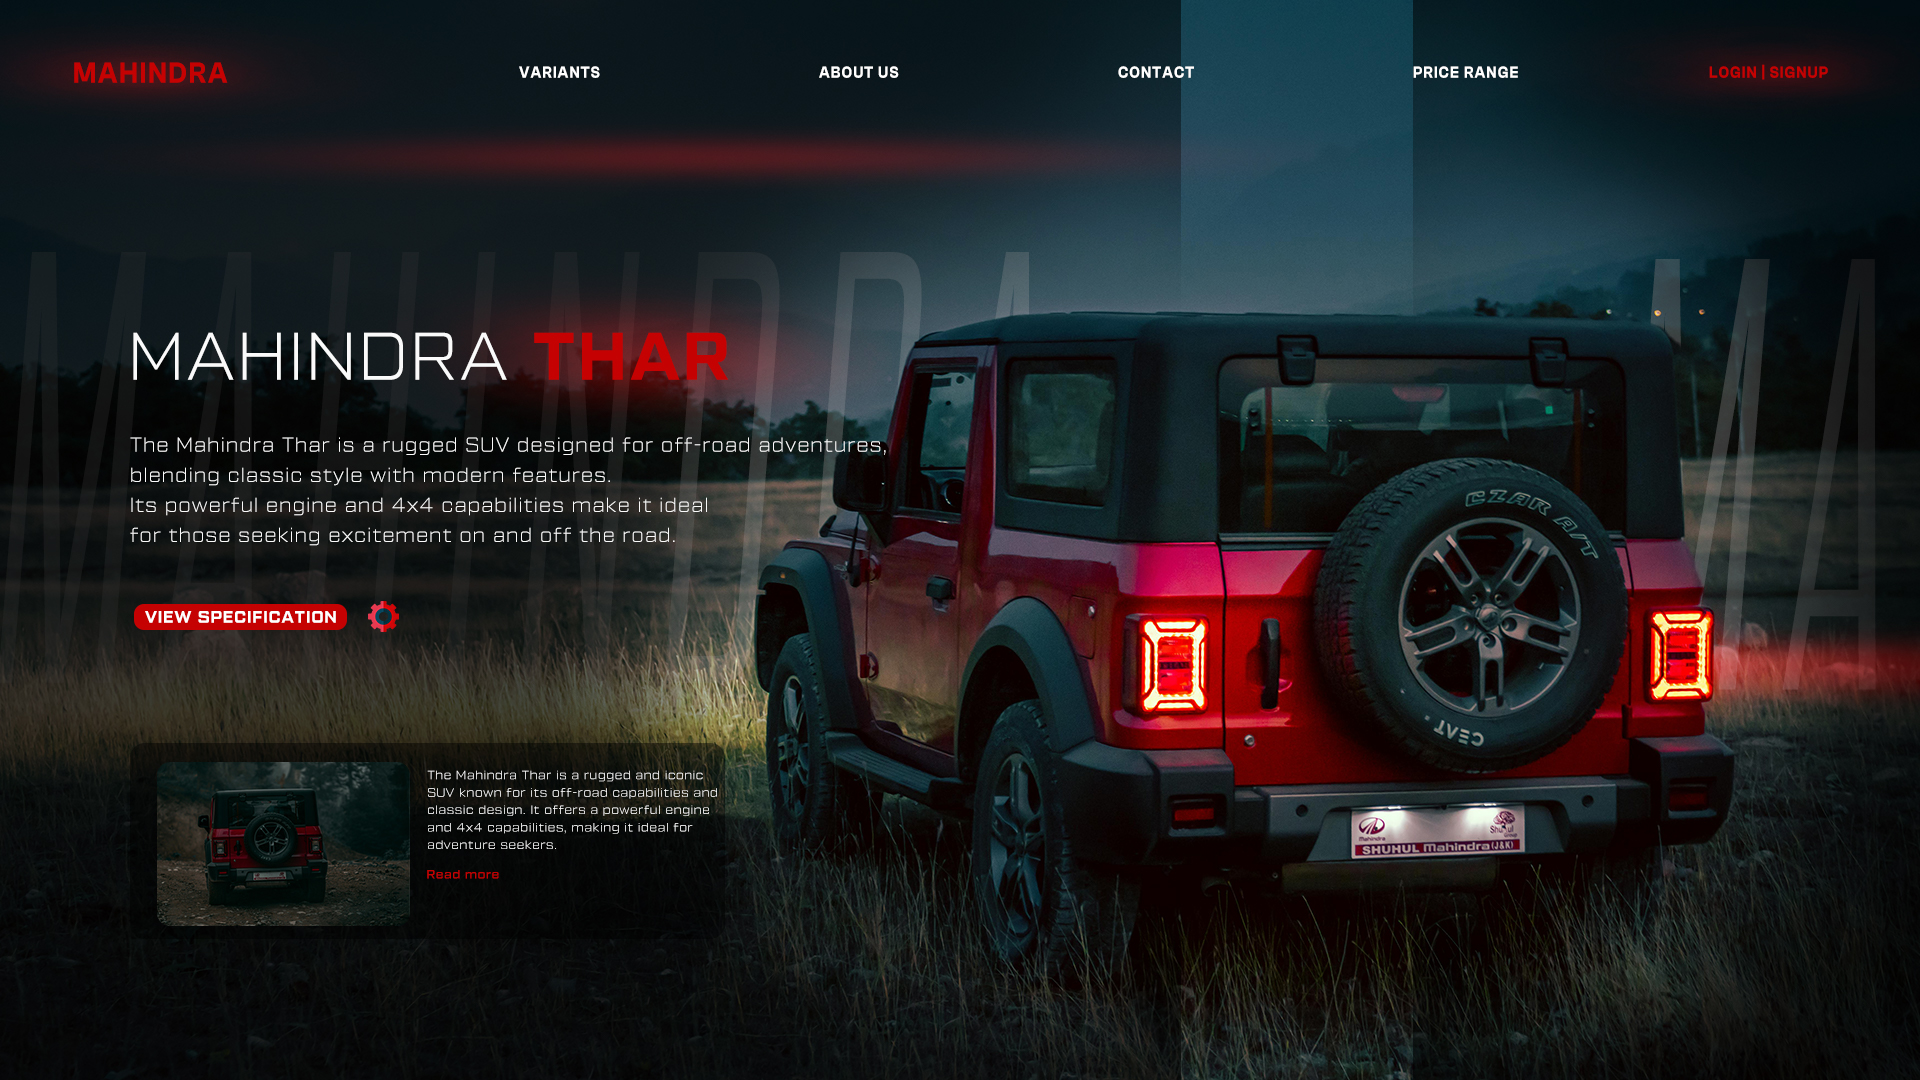 MAHINDRA
VARIANTS
ABOUT US
CONTACT
PRICE RANGE
LOGIN | SIGNUP
MAHINDRA
MA
MAHINDRA THAR
The Mahindra Thar is a rugged SUV designed for off-road adventures,
blending classic style with modern features.
Its powerful engine and 4x4 capabilities make it ideal
for those seeking excitement on and off the road.
VIEW SPECIFICATION
The Mahindra Thar is a rugged and iconic
SUV known for its off-road capabilities and
classic design. It offers a powerful engine
and 4x4 capabilities, making it ideal for
adventure seekers.
Read more
CZAR A/T
CEAT
Mahindra
Shuhul
Group
SHUHUL Mahindra (J&K)